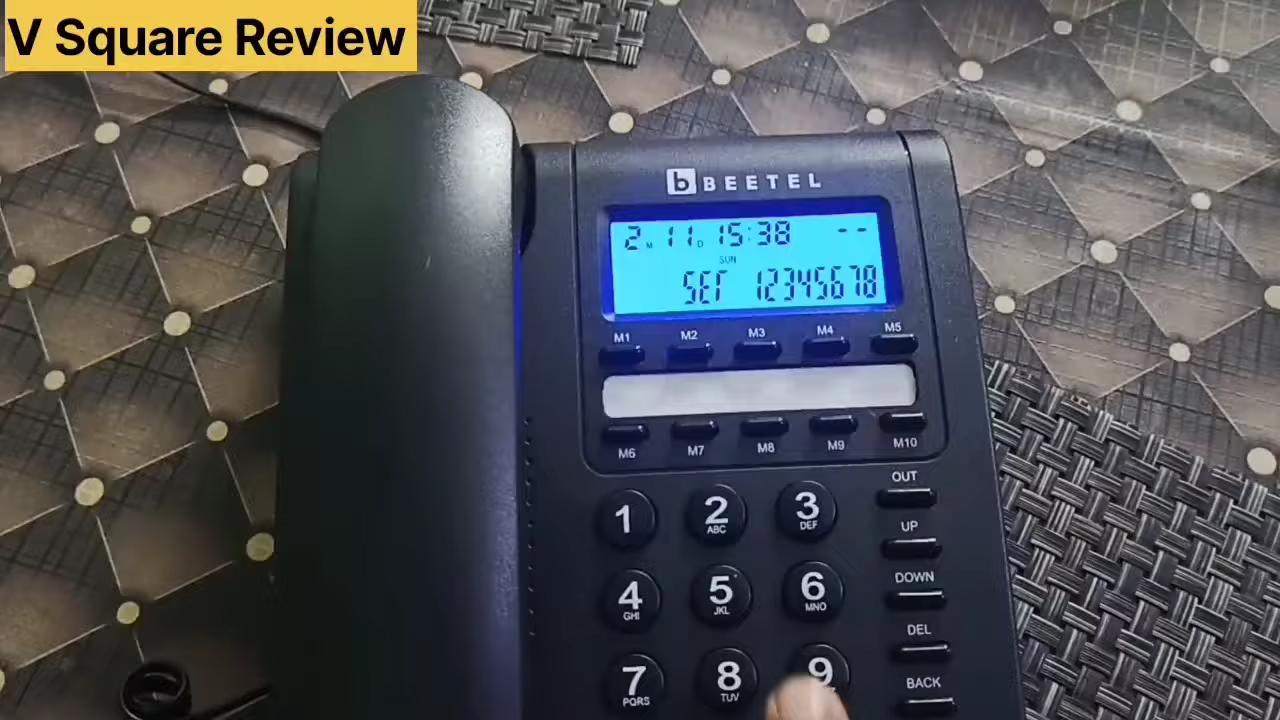 V Square Review
b BEETEL
2 M 11 D 15:38 --
SUN
SET 12345678
M1 M2 M3 M4 M5
M6 M7 M8 M9 M10
OUT
1 2 ABC 3 DEF
UP
4 GHI 5 JKL 6 MNO
DOWN
DEL
7 PQRS 8 TUV 9
BACK